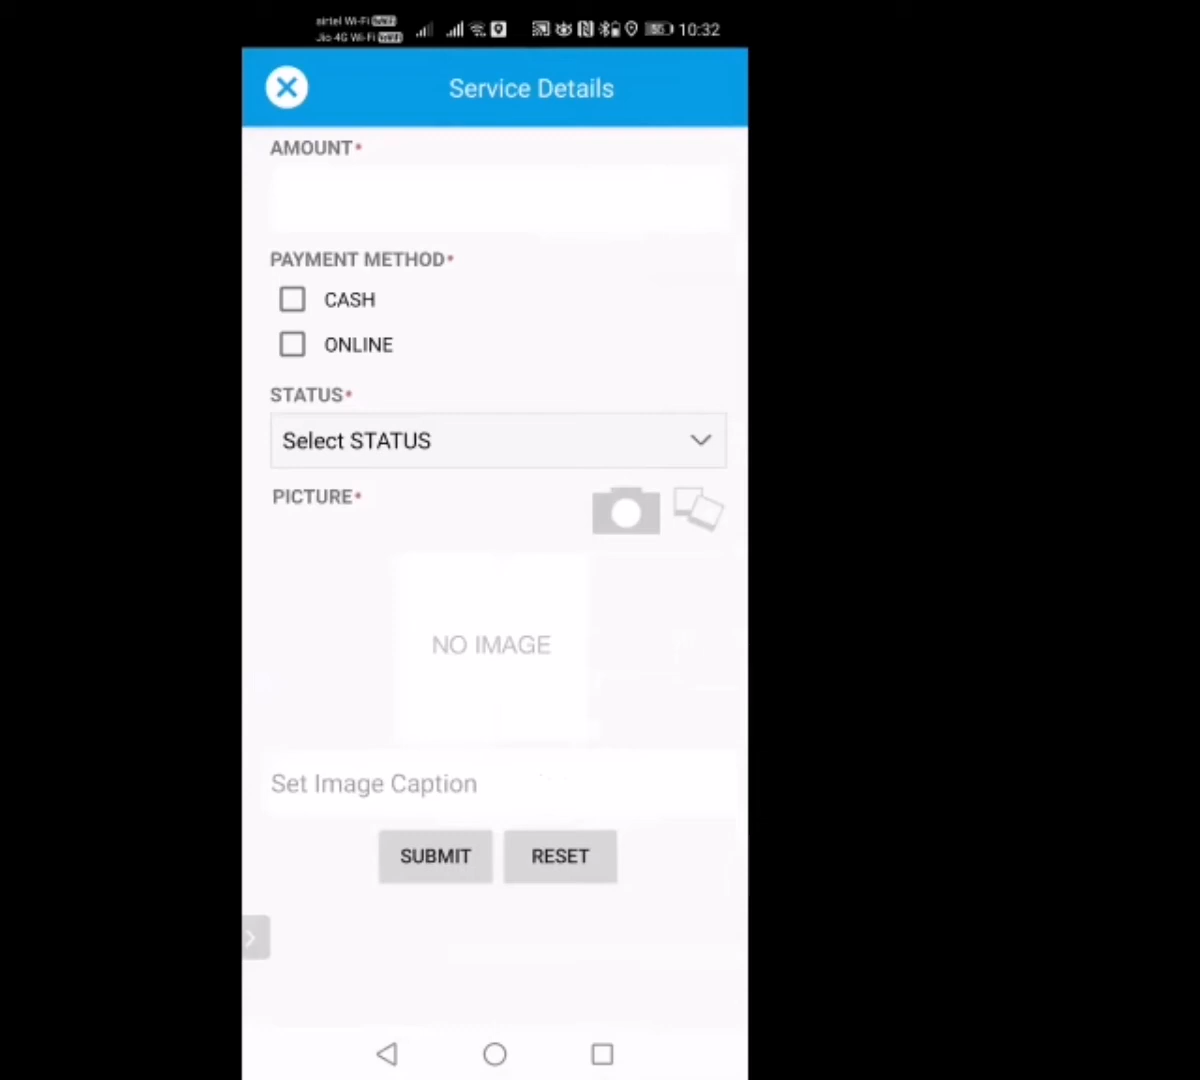 airtel Wi-Fi
Jio 4G Wi-Fi
10:32
Service Details
AMOUNT*
PAYMENT METHOD*
CASH
ONLINE
STATUS*
Select STATUS
PICTURE*
NO IMAGE
Set Image Caption
SUBMIT RESET